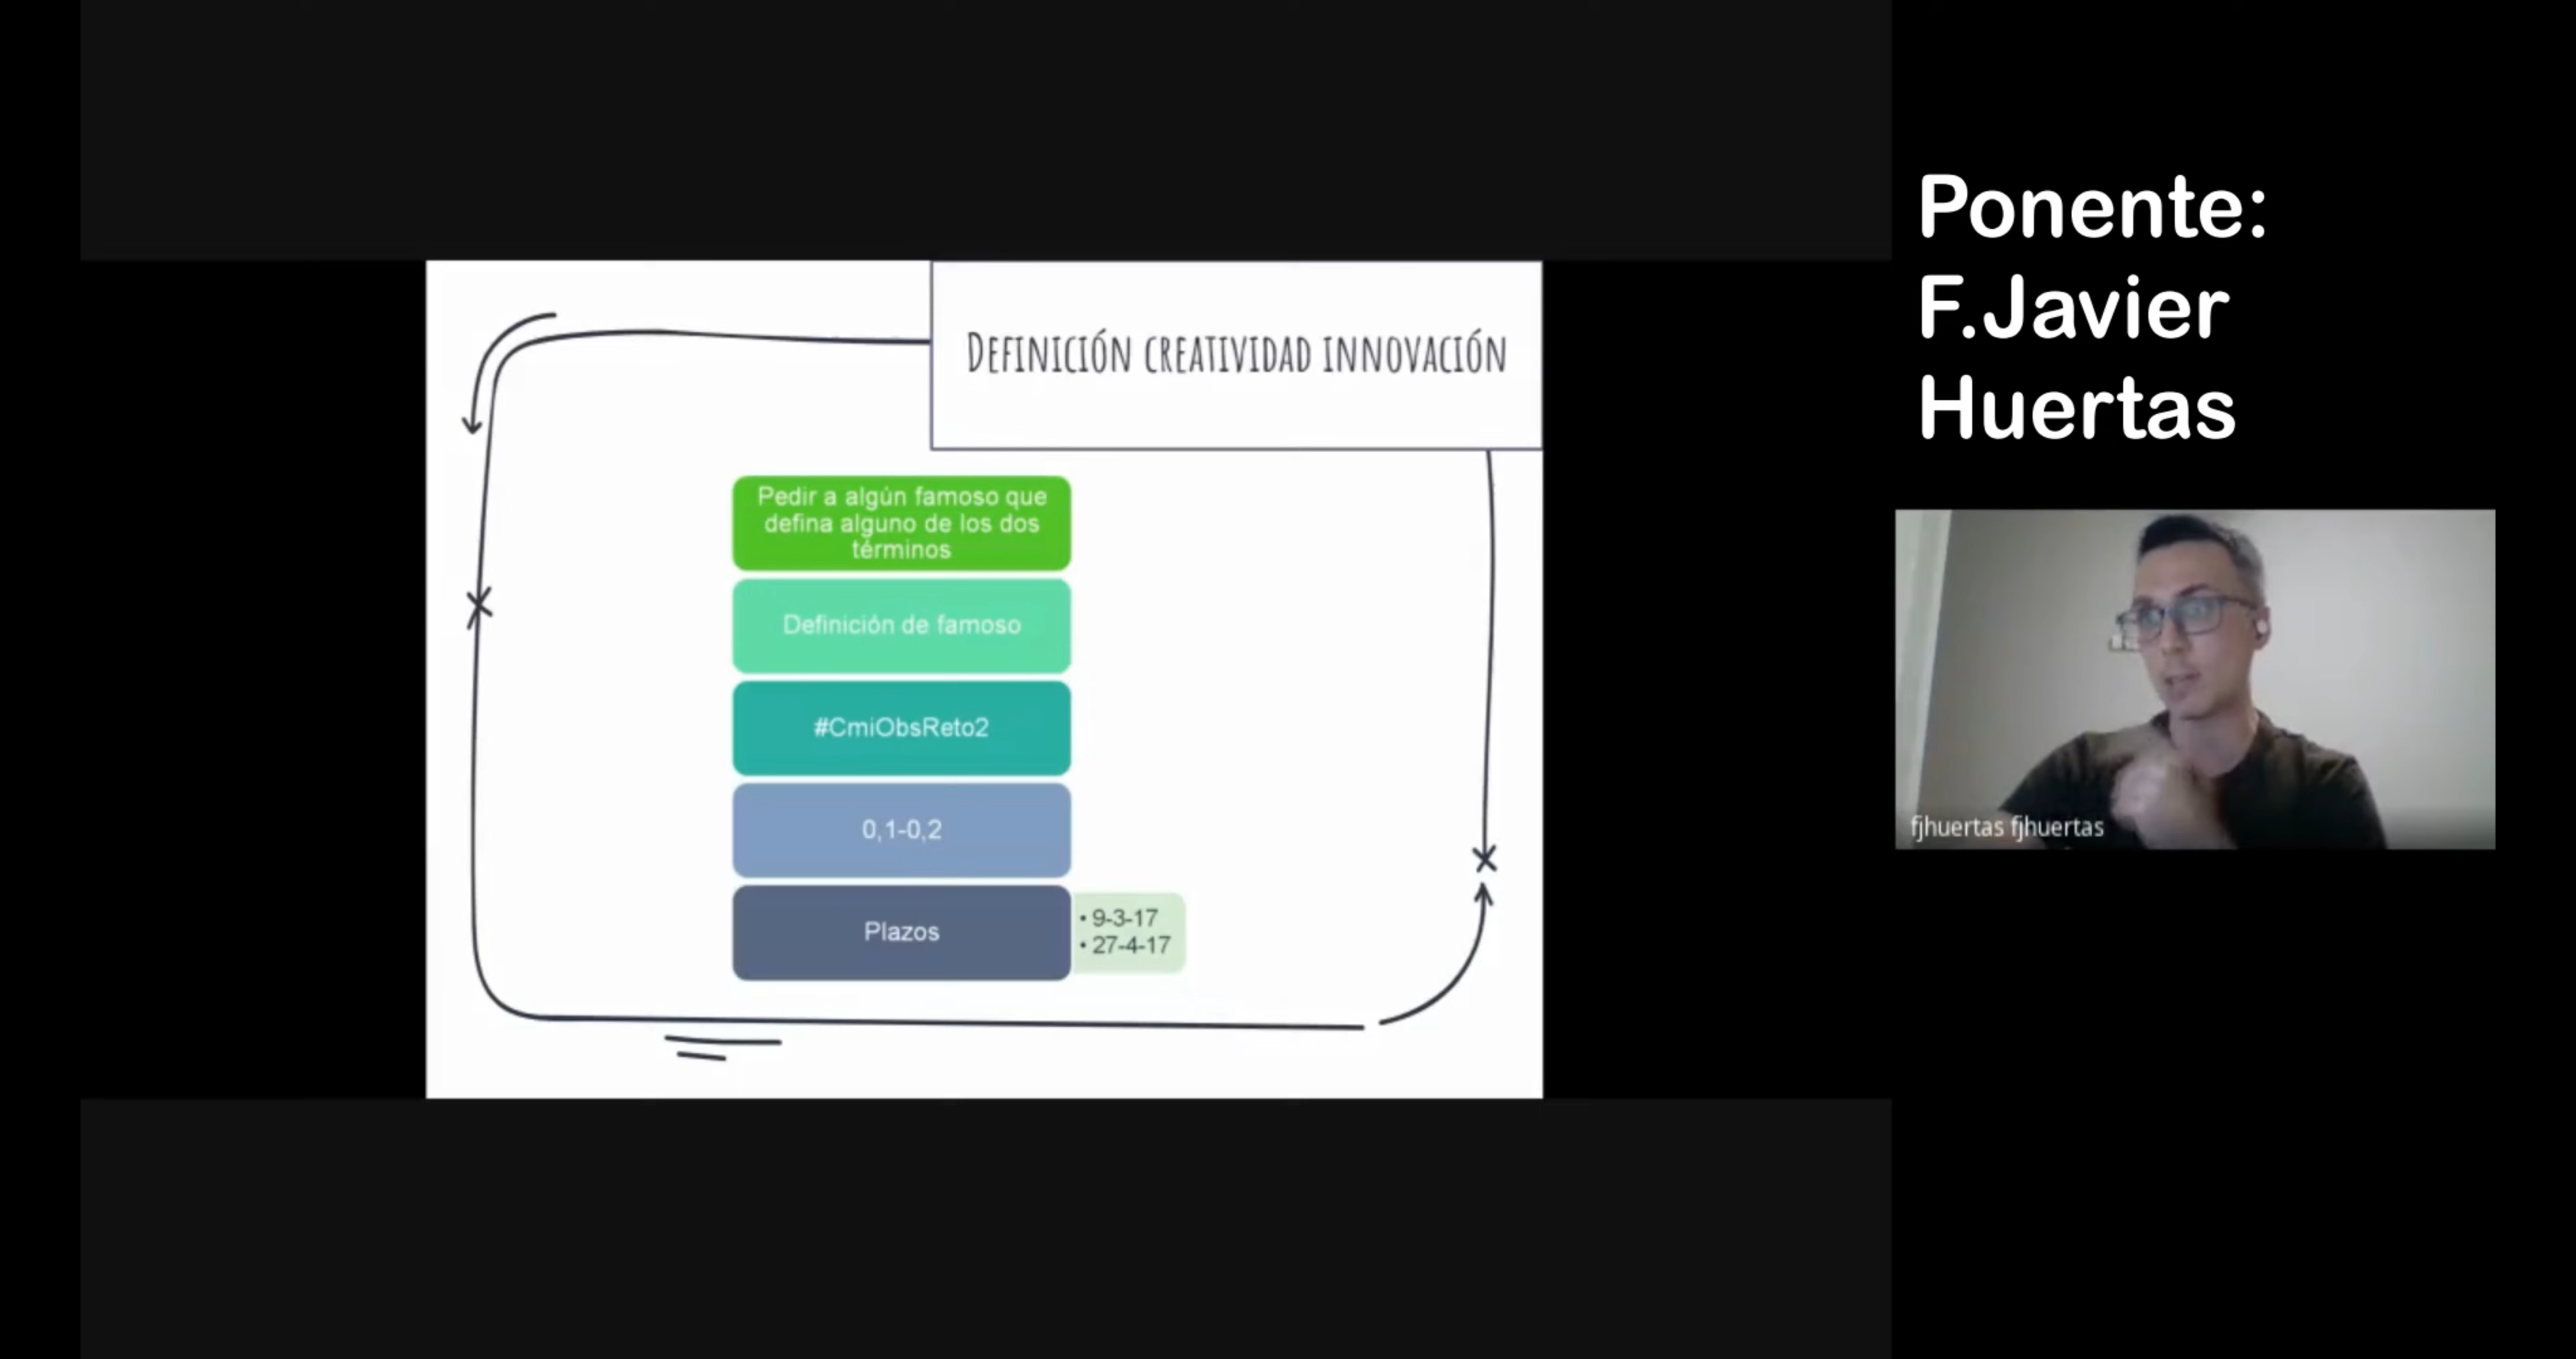 DEFINICIÓN CREATIVIDAD INNOVACIÓN
Pedir a algún famoso que
defina alguno de los dos
términos
Definición de famoso
#CmiObsReto2
0,1-0,2
Plazos
• 9-3-17
• 27-4-17
Ponente:
F.Javier
Huertas
fjhuertas fjhuertas